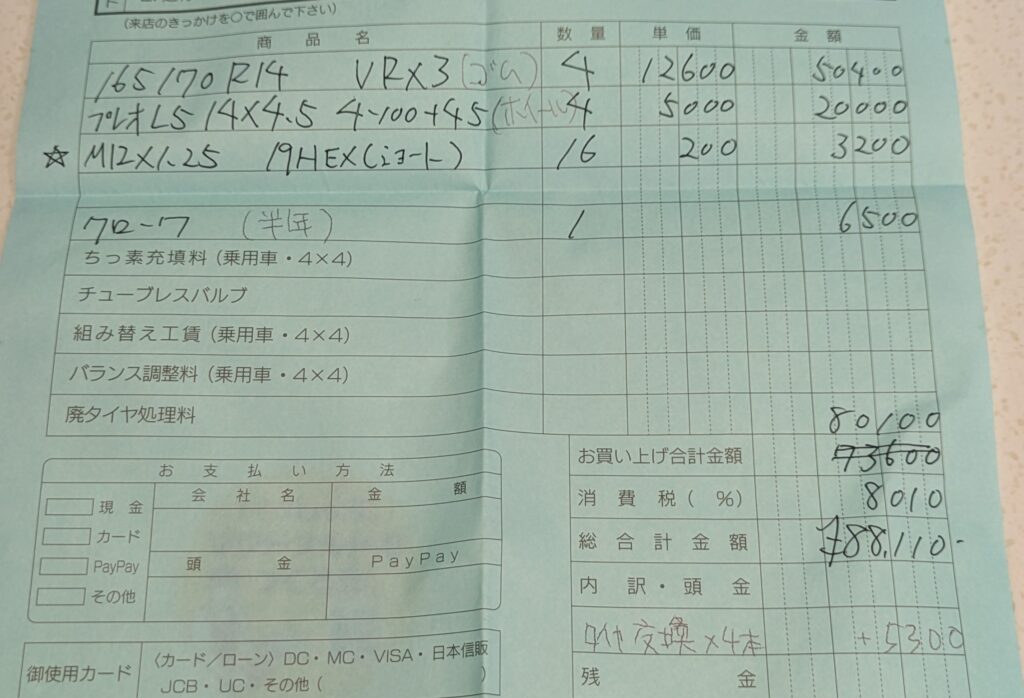 (来店のきっかけを○で囲んで下さい)
商品名 数量 単価 金額
165/70R14 VRX3(ゴム) 4 12600 50400
プレオL5 14×4.5 4-100+45(ホイール) 4 5000 20000
☆M12×1.25 19HEX(ショート) 16 200 3200
クローク (半年) 1 6500
ちっ素充填料(乗用車・4×4)
チューブレスバルブ
組み替え工賃(乗用車・4×4)
バランス調整料(乗用車・4×4)
廃タイヤ処理料
80100
お買い上げ合計金額 73600
消費税(%) 8010
総合計金額 ¥88,110-
内訳・頭金
タイヤ交換×4本 +5300
残金
お支払い方法
会社名 金額
現金
カード
PayPay
その他
頭金 PayPay
御使用カード
〈カード/ローン〉DC・MC・VISA・日本信販
JCB・UC・その他( )